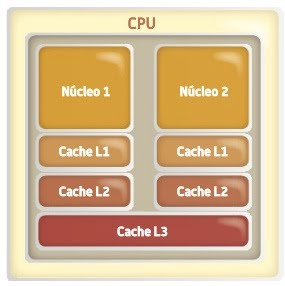 CPU
Núcleo 1
Núcleo 2
Cache L1
Cache L1
Cache L2
Cache L2
Cache L3